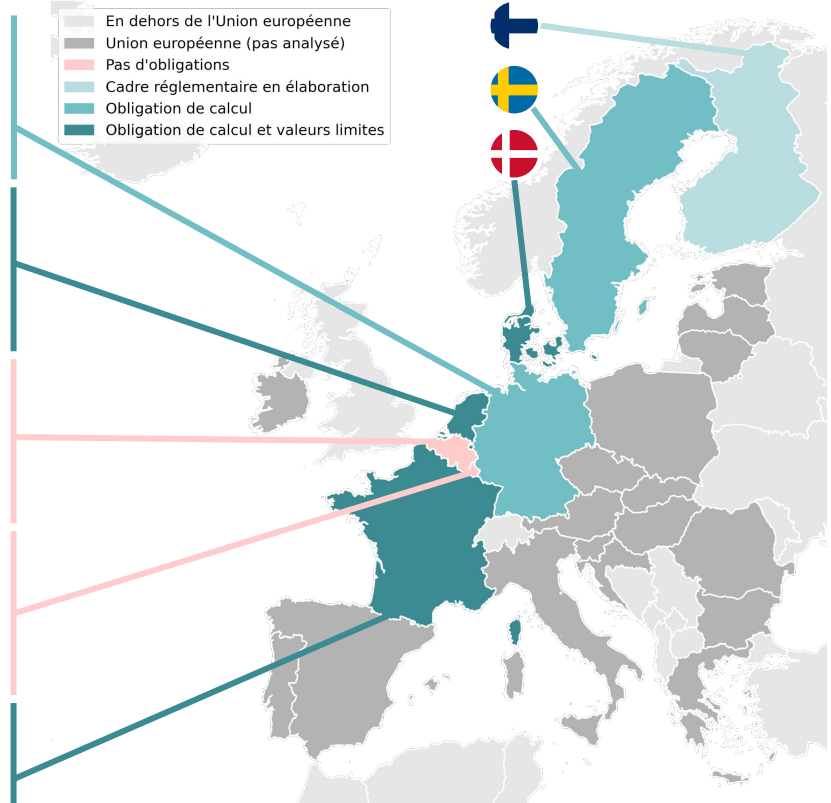 En dehors de l'Union européenne
Union européenne (pas analysé)
Pas d'obligations
Cadre réglementaire en élaboration
Obligation de calcul
Obligation de calcul et valeurs limites